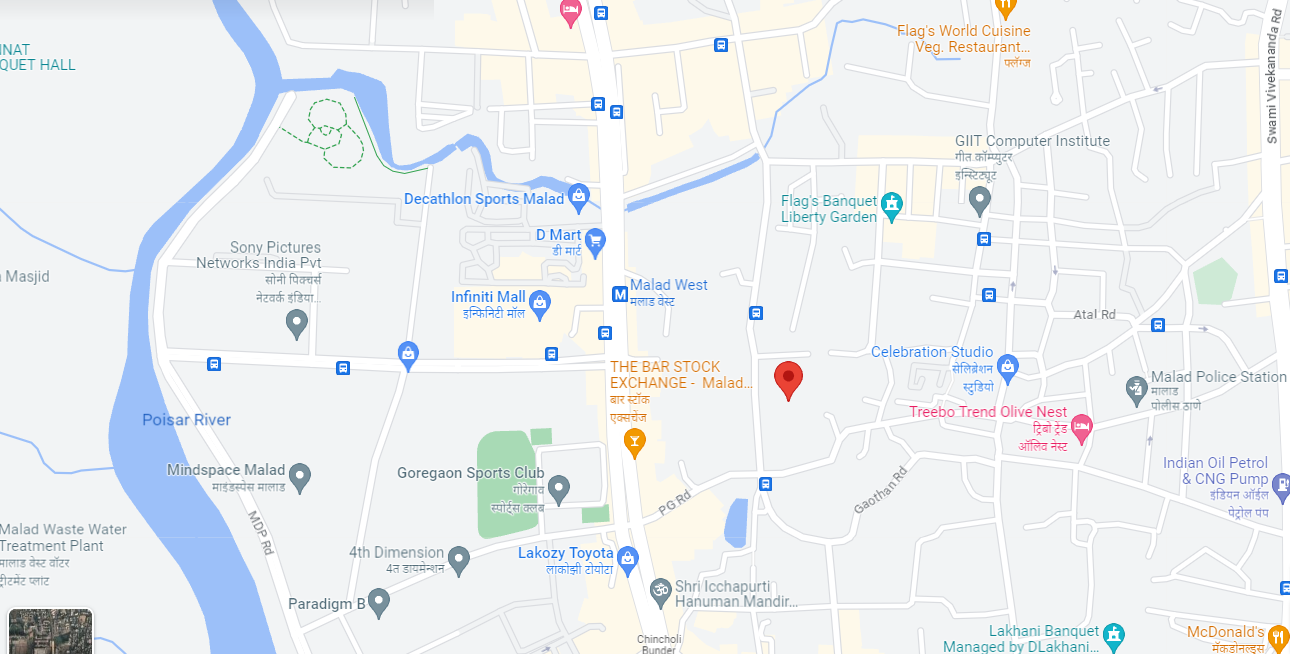 NAT
QUET HALL
Flag's World Cuisine
Veg. Restaurant...
फ्लॅग्ज
Swami Vivekananda Rd
GIIT Computer Institute
गीत कॉम्प्युटर
इन्स्टिट्यूट
Decathlon Sports Malad
Flag's Banquet
Liberty Garden
D Mart
डी मार्ट
Sony Pictures
Networks India Pvt
सोनी पिक्चर्स
नेटवर्क इंडिया...
Masjid
Infiniti Mall
इन्फिनिटी मॉल
M
Malad West
मलाड वेस्ट
Atal Rd
THE BAR STOCK
EXCHANGE - Malad...
बार स्टॉक
एक्सचेंज
Celebration Studio
सेलिब्रेशन
स्टुडियो
Malad Police Station
मालाड
पोलीस ठाणे
Poisar River
Treebo Trend Olive Nest
ट्रिबो ट्रेंड
ऑलिव नेस्ट
Mindspace Malad
माइंडस्पेस मालाड
Goregaon Sports Club
गोरेगाव
स्पोर्ट्स क्लब
Indian Oil Petrol
& CNG Pump
इंडियन ऑईल
पेट्रोल पंप
PG Rd
Gaothan Rd
MDP Rd
Malad Waste Water
Treatment Plant
मालाड वेस्ट वॉटर
ट्रीटमेंट प्लांट
4th Dimension
4त डायमेन्शन
Lakozy Toyota
लाकोझी टोयोटा
Paradigm B
ॐ
Shri Icchapurti
Hanuman Mandir...
Chincholi
Bunder
Lakhani Banquet
Managed by DLakhani...
McDonald's
मॅकडोनल्ड्स